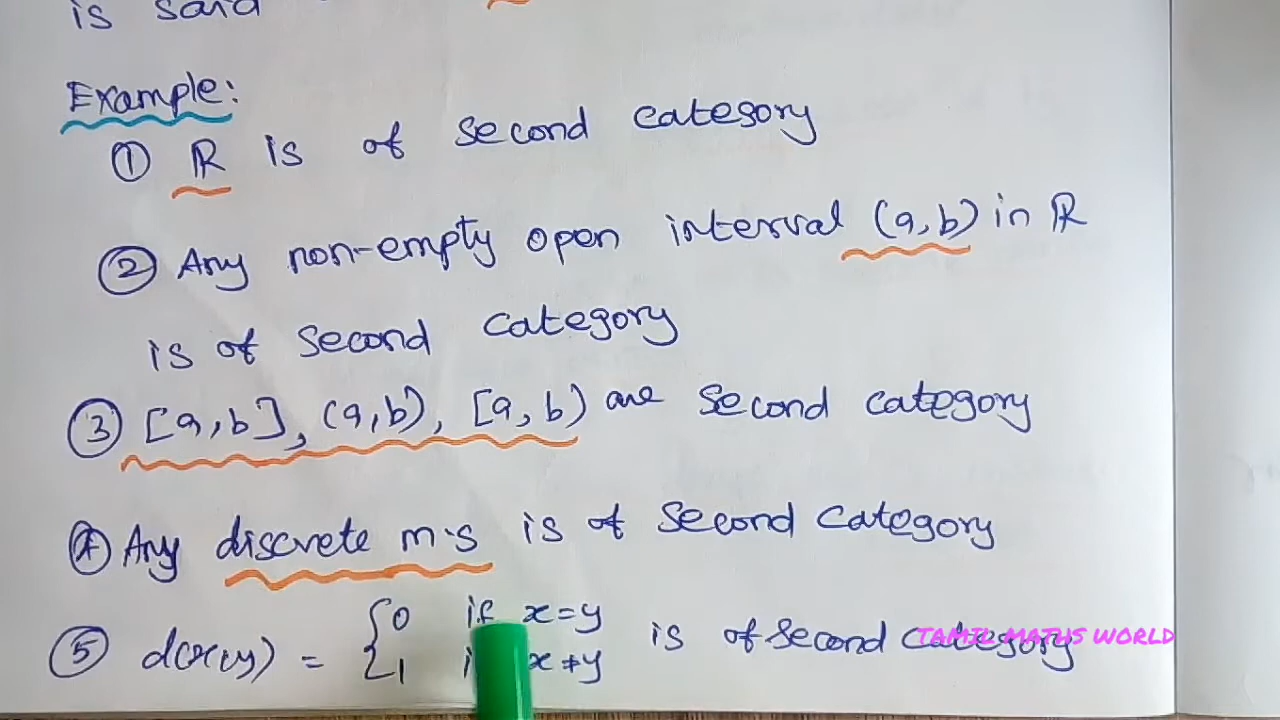 is said
Example:
① ℝ is of second category
② Any non-empty open interval (a,b) in ℝ
is of second category
③ [a,b], (a,b), [a,b) are second category
④ Any discrete m.s is of second category
⑤ d(x,y) = { 0 if x=y
1 x≠y is of second category
TAMIL MATHS WORLD